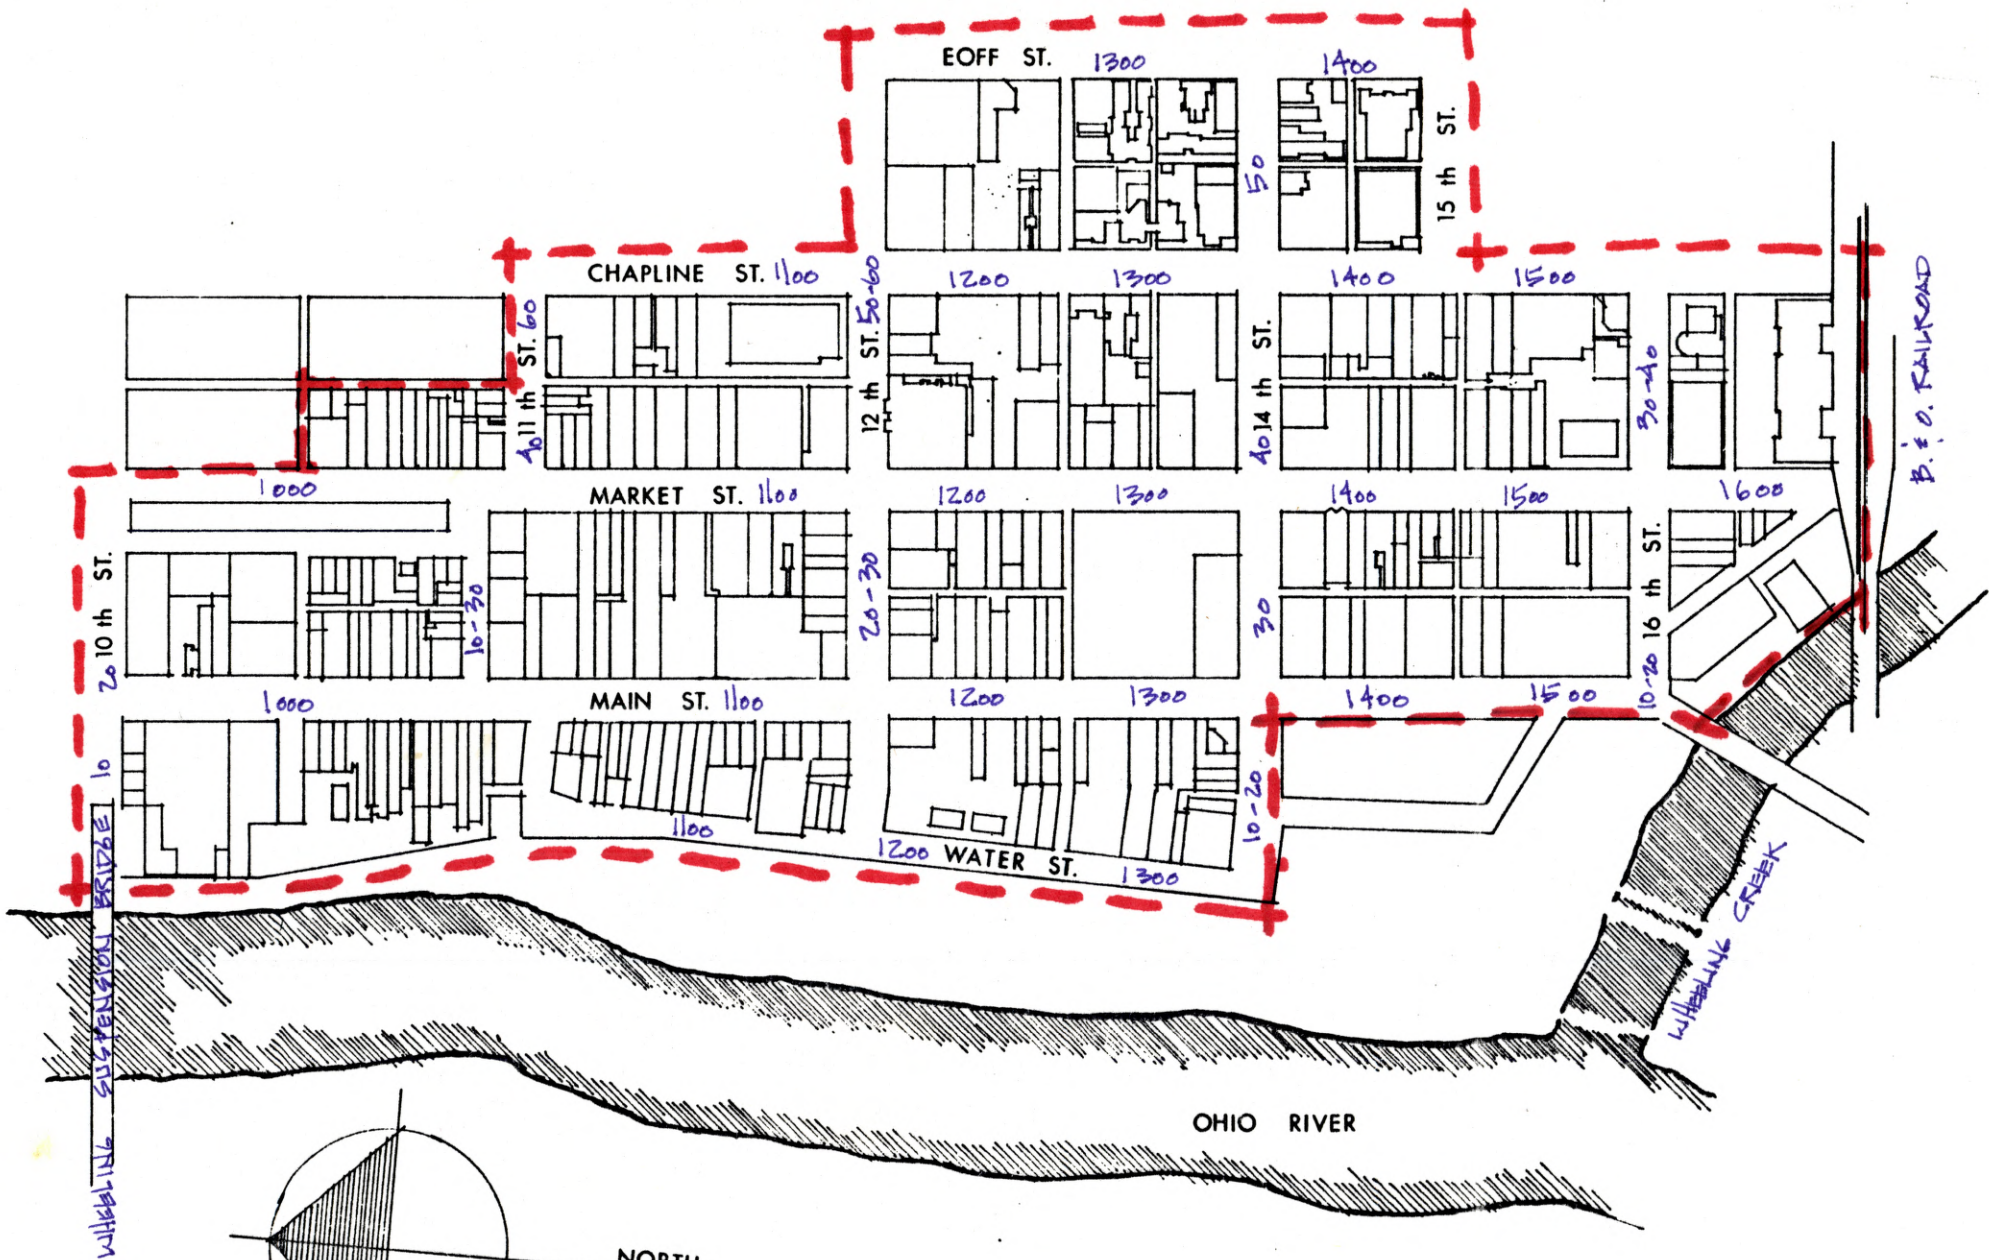 EOFF ST.
1300
1400
15 th ST.
50
CHAPLINE ST. 1100
1200
1300
1400
1500
11 th ST. 60
40
12 th ST. 50-60
14 th ST.
40
30-40
B. & O. RAILROAD
1000
MARKET ST. 1100
1200
1300
1400
1500
1600
10 th ST.
20
10-30
20-30
30
16 th ST.
10-20
1000
MAIN ST. 1100
1200
1300
1400
1500
10
10-20
1100
1200 WATER ST.
1300
WHEELING SUSPENSION BRIDGE
WHEELING CREEK
OHIO RIVER
NORTH